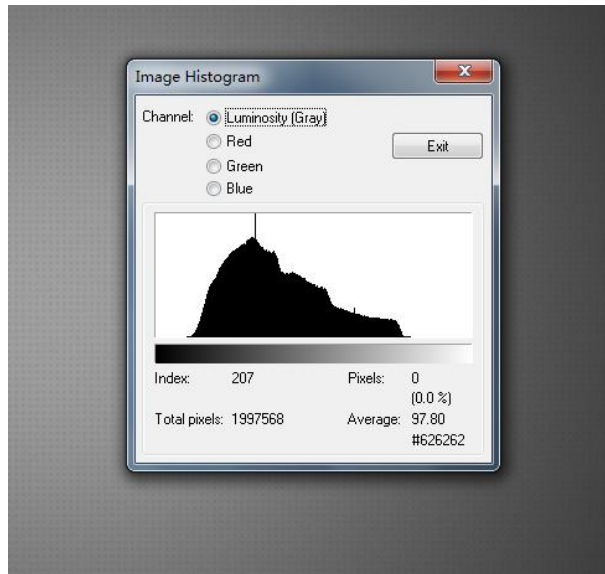 Image Histogram
Channel: Luminosity (Gray)
Red
Exit
Green
Blue
Index: 207 Pixels: 0
(0.0 %)
Total pixels: 1997568 Average: 97.80
#626262